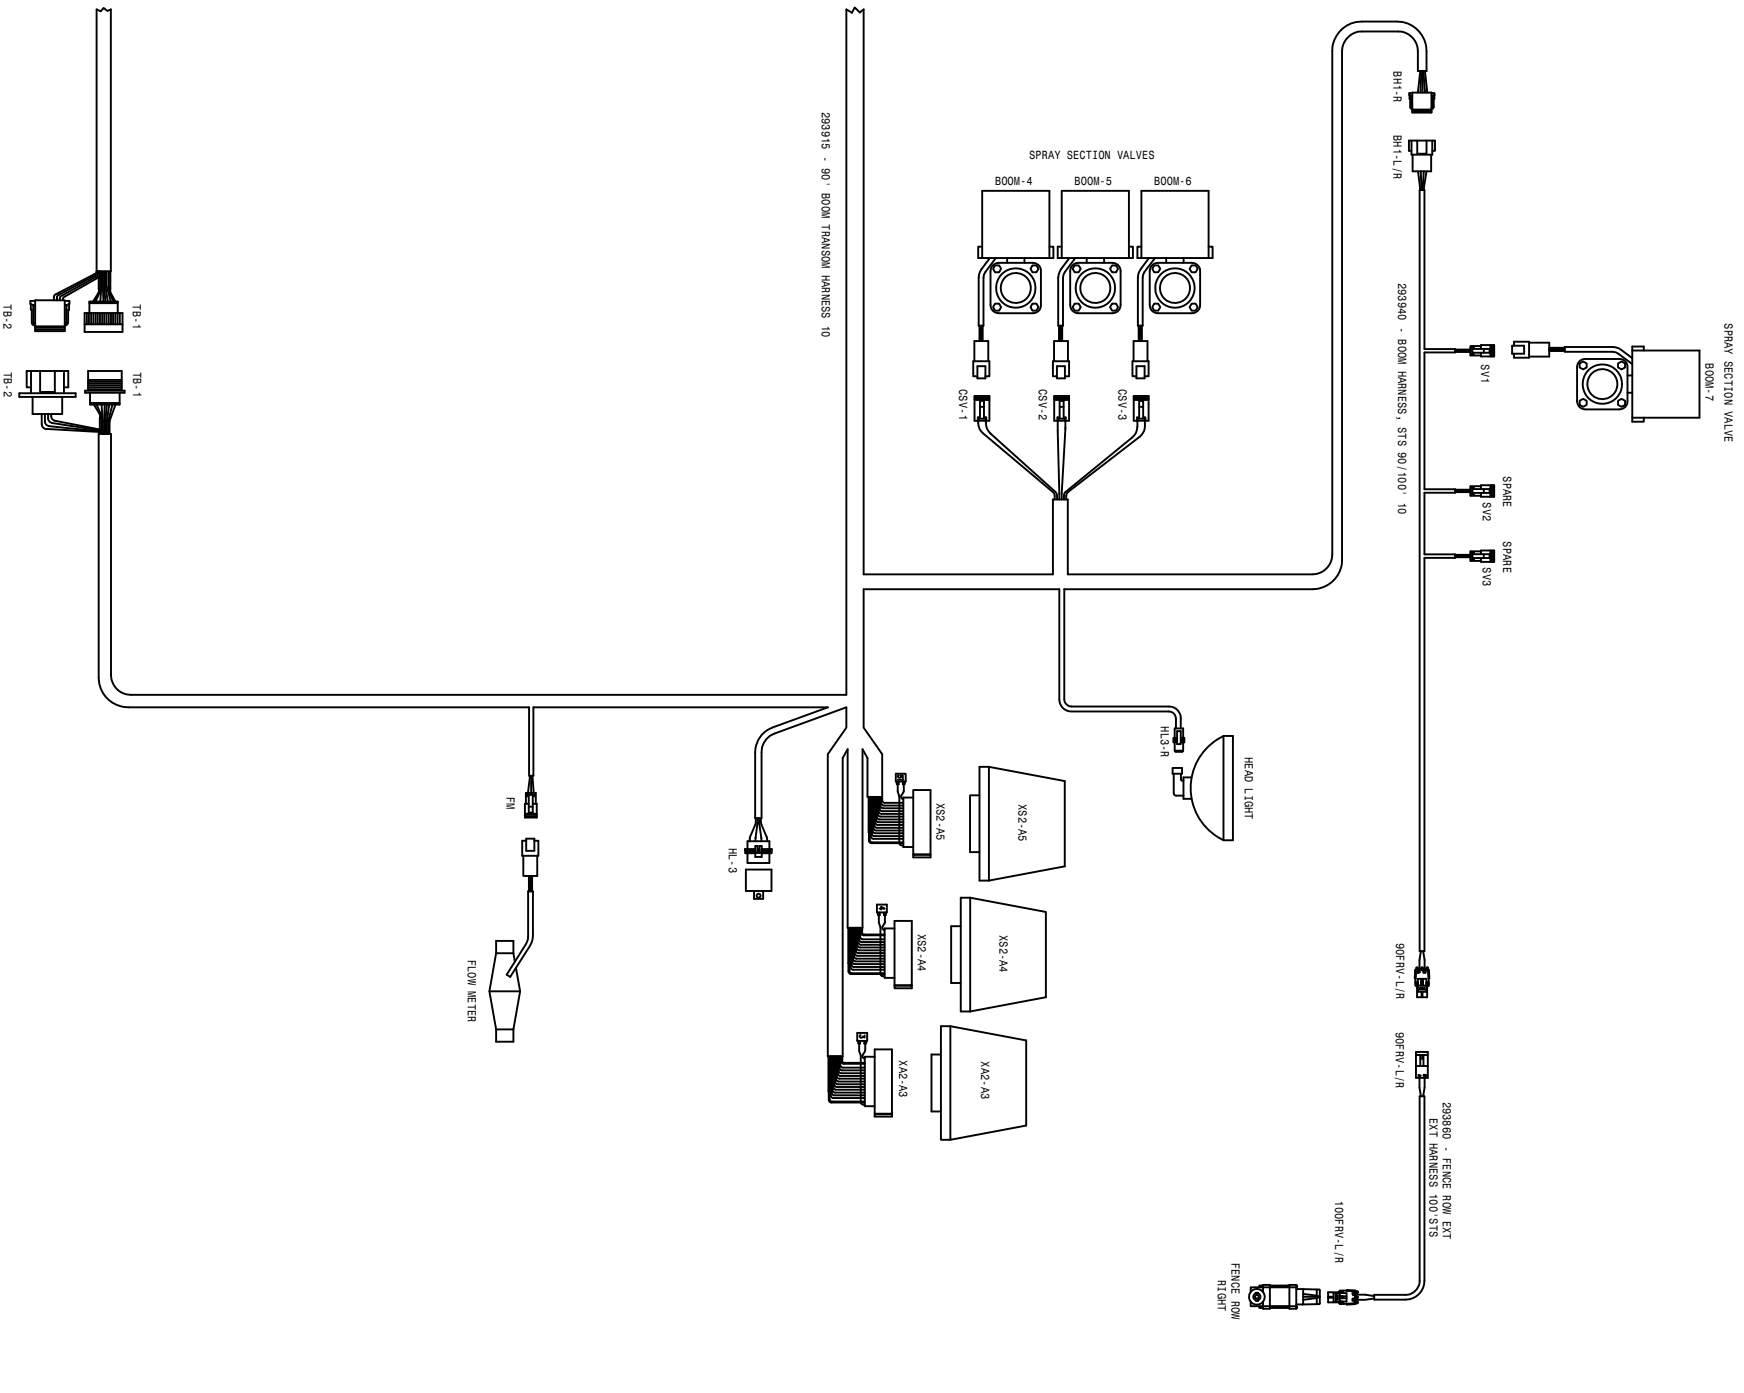 SPRAY SECTION VALVES
BOOM-4
BOOM-5
BOOM-6
BH1-R
BH1-L/R
293915 - 90' BOOM TRANSOM HARNESS 10
293940 - BOOM HARNESS, STS 90/100' 10
SPRAY SECTION VALVE
BOOM-7
SV1
SPARE
SV2
SPARE
SV3
CSV-1
CSV-2
CSV-3
TB-2
TB-1
TB-2
TB-1
HL3-R
HEAD LIGHT
FM
FLOW METER
HL-3
5
XS2-A5
XS2-A5
4
XS2-A4
XS2-A4
3
XA2-A3
XA2-A3
90FRV-L/R
90FRV-L/R
293860 - FENCE ROW EXT
EXT HARNESS 100'STS
100FRV-L/R
FENCE ROW
RIGHT